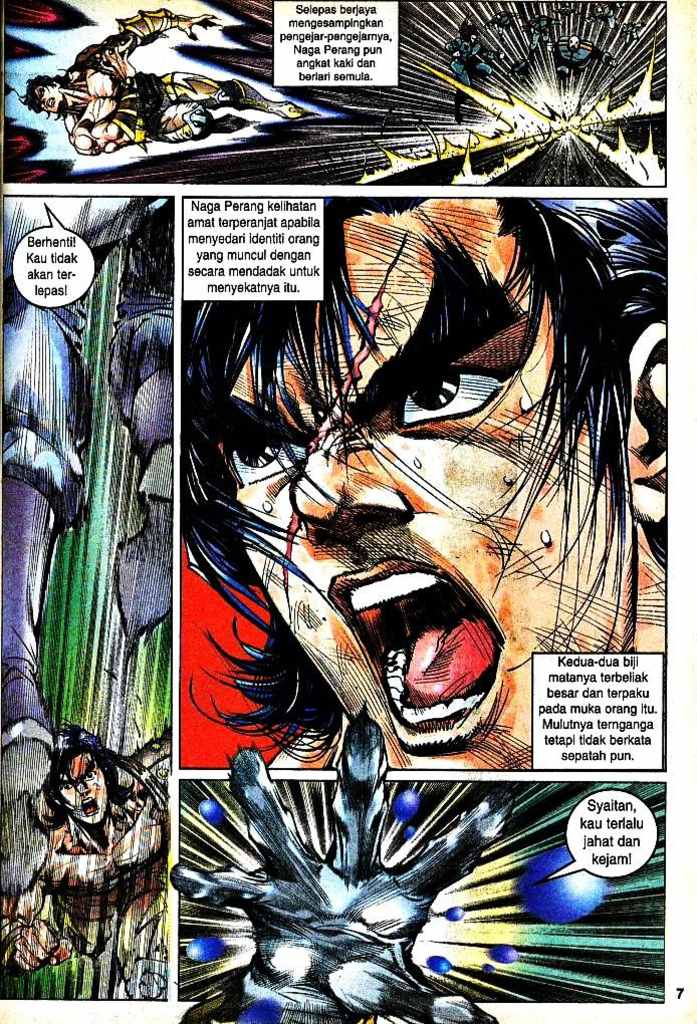 Selepas berjaya
mengesampingkan
pengejar-pengejarnya,
Naga Perang pun
angkat kaki dan
berlari semula.
Berhenti!
Kau tidak
akan ter-
lepas!
Naga Perang kelihatan
amat terperanjat apabila
menyedari identiti orang
yang muncul dengan
secara mendadak untuk
menyekatnya itu.
Kedua-dua biji
matanya terbeliak
besar dan terpaku
pada muka orang itu.
Mulutnya ternganga
tetapi tidak berkata
sepatah pun.
Syaitan,
kau terlalu
jahat dan
kejam!
7